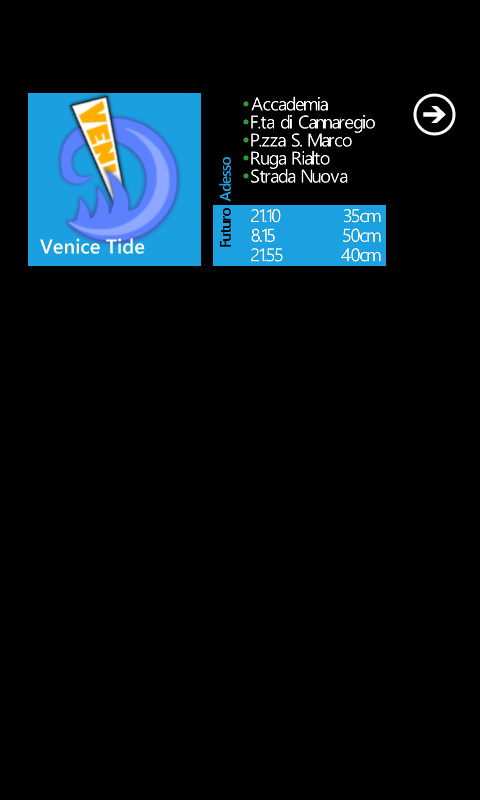 VENI
Venice Tide
Adesso
Accademia
F.ta di Cannaregio
P.zza S. Marco
Ruga Rialto
Strada Nuova
Futuro
21.10 35cm
8.15 50cm
21.55 40cm